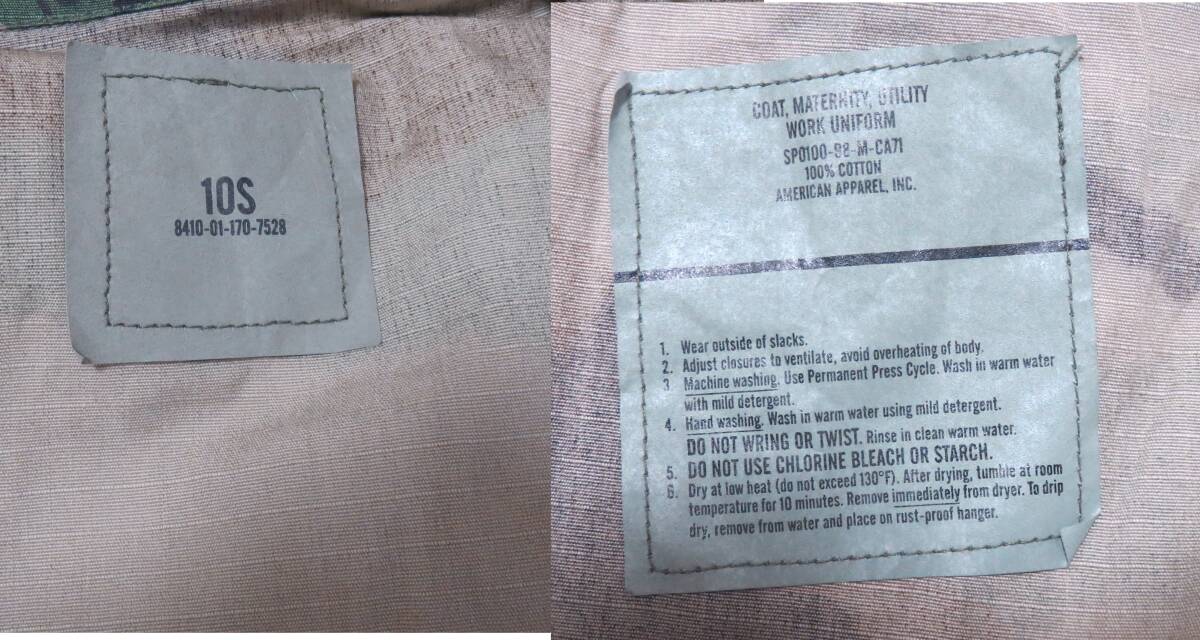 10S
8410-01-170-7528
COAT, MATERNITY, UTILITY
WORK UNIFORM
SP0100-98-M-CA71
100% COTTON
AMERICAN APPAREL, INC.
1. Wear outside of slacks.
2. Adjust closures to ventilate, avoid overheating of body.
3. Machine washing. Use Permanent Press Cycle. Wash in warm water
with mild detergent.
4. Hand washing. Wash in warm water using mild detergent.
DO NOT WRING OR TWIST. Rinse in clean warm water.
5. DO NOT USE CHLORINE BLEACH OR STARCH.
6. Dry at low heat (do not exceed 130°F). After drying, tumble at room
temperature for 10 minutes. Remove immediately from dryer. To drip
dry, remove from water and place on rust-proof hanger.